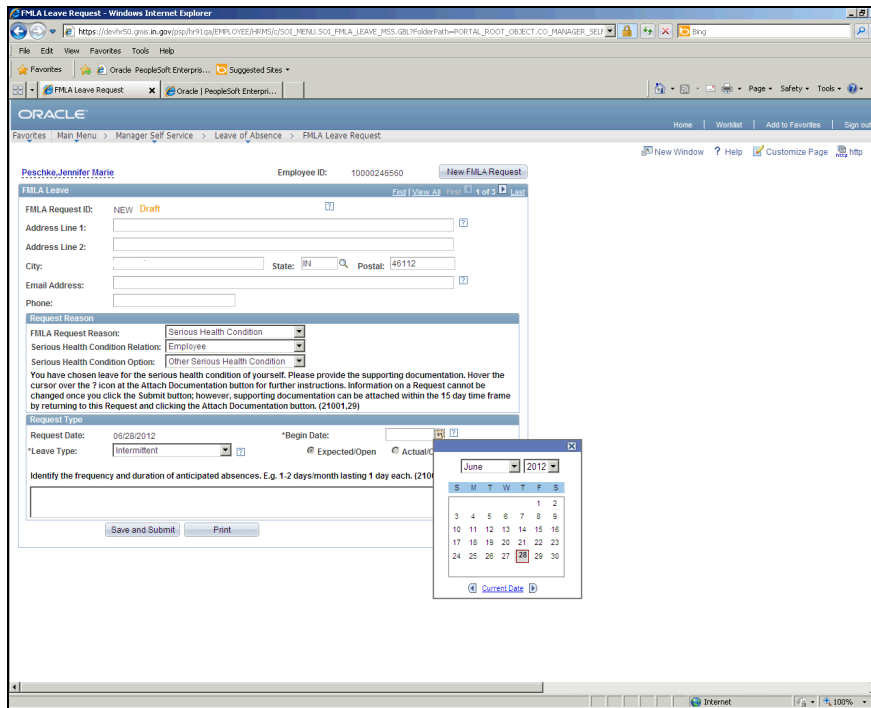 FMLA Leave Request - Windows Internet Explorer
https://devhr50.gmis.in.gov/psp/hr91qa/EMPLOYEE/HRMS/c/SOI_MENU.SOI_FMLA_LEAVE_MSS.GBL?FolderPath=PORTAL_ROOT_OBJECT.CO_MANAGER_SELF
Bing
File Edit View Favorites Tools Help
Favorites Oracle PeopleSoft Enterpris... Suggested Sites
FMLA Leave Request X Oracle | PeopleSoft Enterpri... Page Safety Tools
ORACLE
Home | Worklist | Add to Favorites | Sign out
Favorites | Main Menu > Manager Self Service > Leave of Absence > FMLA Leave Request
New Window ? Help Customize Page http
Peschke,Jennifer Marie Employee ID: 10000246560 New FMLA Request
FMLA Leave Find | View All First 1 of 3 Last
FMLA Request ID: NEW Draft ?
Address Line 1: ?
Address Line 2:
City: State: IN Postal: 46112
Email Address: ?
Phone:
Request Reason
FMLA Request Reason: Serious Health Condition
Serious Health Condition Relation: Employee
Serious Health Condition Option: Other Serious Health Condition
You have chosen leave for the serious health condition of yourself. Please provide the supporting documentation. Hover the
cursor over the ? icon at the Attach Documentation button for further instructions. Information on a Request cannot be
changed once you click the Submit button; however, supporting documentation can be attached within the 15 day time frame
by returning to this Request and clicking the Attach Documentation button. (21001,29)
Request Type
Request Date: 06/28/2012 *Begin Date: 31 ?
*Leave Type: Intermittent ? Expected/Open Actual/C
Identify the frequency and duration of anticipated absences. E.g. 1-2 days/month lasting 1 day each. (210
Save and Submit Print
June 2012
S M T W T F S
1 2
3 4 5 6 7 8 9
10 11 12 13 14 15 16
17 18 19 20 21 22 23
24 25 26 27 28 29 30
Current Date
Internet 100%